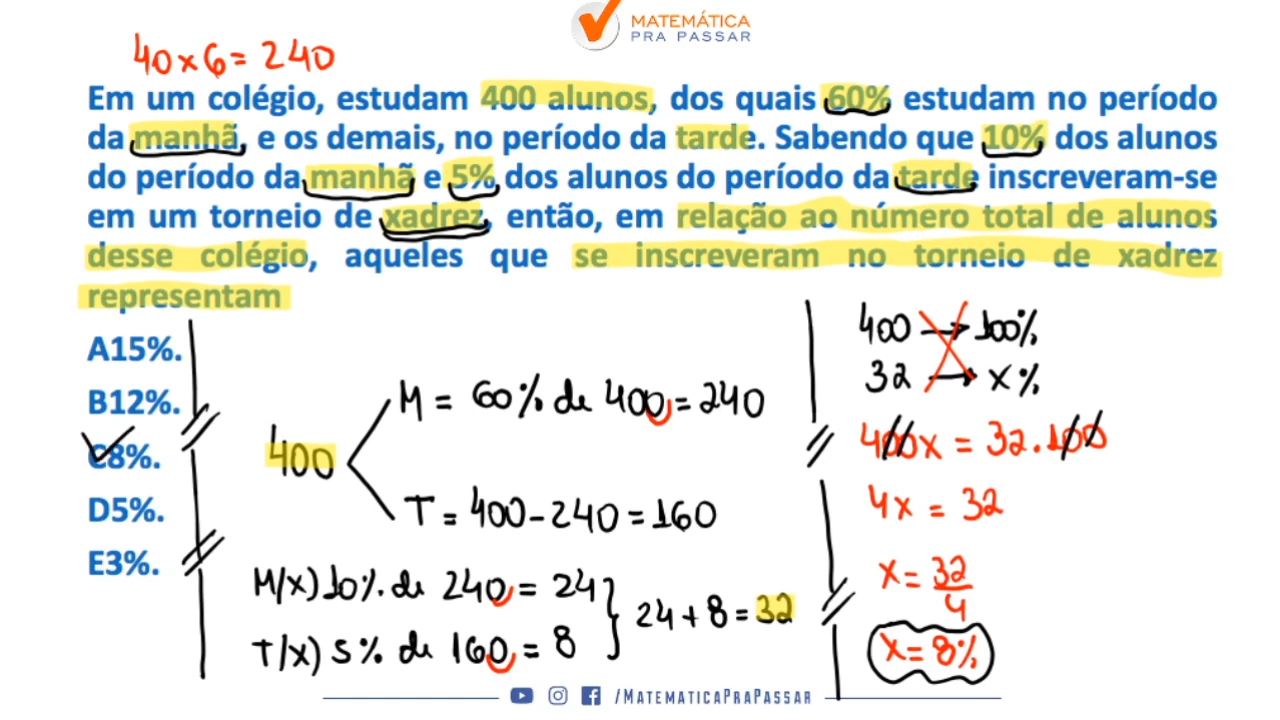 MATEMÁTICA
PRA PASSAR
40 x 6 = 240
Em um colégio, estudam 400 alunos, dos quais 60% estudam no período
da manhã, e os demais, no período da tarde. Sabendo que 10% dos alunos
do período da manhã e 5% dos alunos do período da tarde inscreveram-se
em um torneio de xadrez, então, em relação ao número total de alunos
desse colégio, aqueles que se inscreveram no torneio de xadrez
representam
A15%.
B12%.
C8%.
D5%.
E3%.
400
M = 60% de 400 = 240
T = 400 - 240 = 160
M/X) 10% de 240 = 24
T/X) 5% de 160 = 8
24 + 8 = 32
400 → 100%
32 → X%
400x = 32.100
4x = 32
x = 32/4
x = 8%
/MatematicaPraPassar